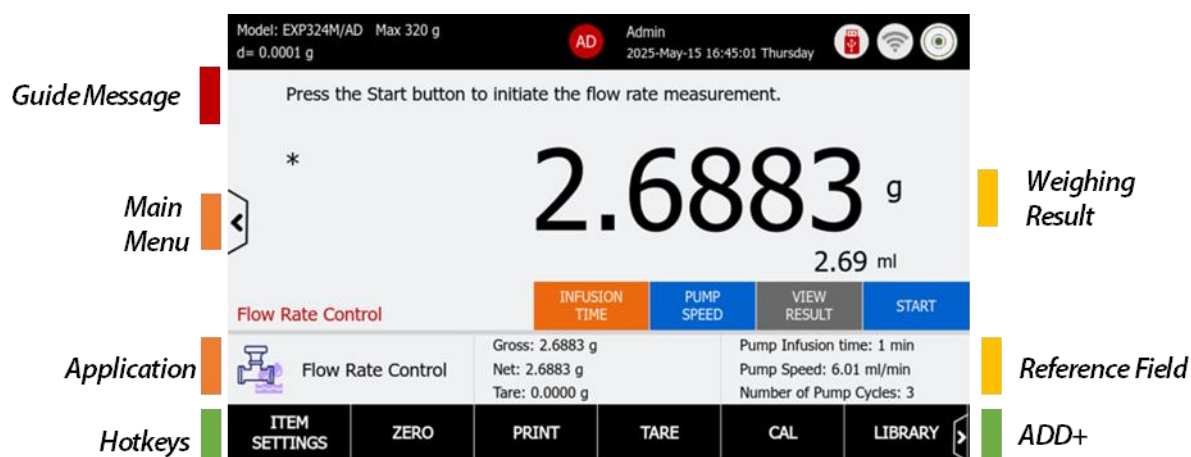 Model: EXP324M/AD Max 320 g
d= 0.0001 g
AD
Admin
2025-May-15 16:45:01 Thursday
Guide Message
Press the Start button to initiate the flow rate measurement.
*
2.6883 g
Weighing
Result
Main
Menu
2.69 ml
Flow Rate Control
INFUSION
TIME
PUMP
SPEED
VIEW
RESULT
START
Application
Flow Rate Control
Gross: 2.6883 g
Net: 2.6883 g
Tare: 0.0000 g
Pump Infusion time: 1 min
Pump Speed: 6.01 ml/min
Number of Pump Cycles: 3
Reference Field
Hotkeys
ITEM
SETTINGS
ZERO
PRINT
TARE
CAL
LIBRARY
ADD+